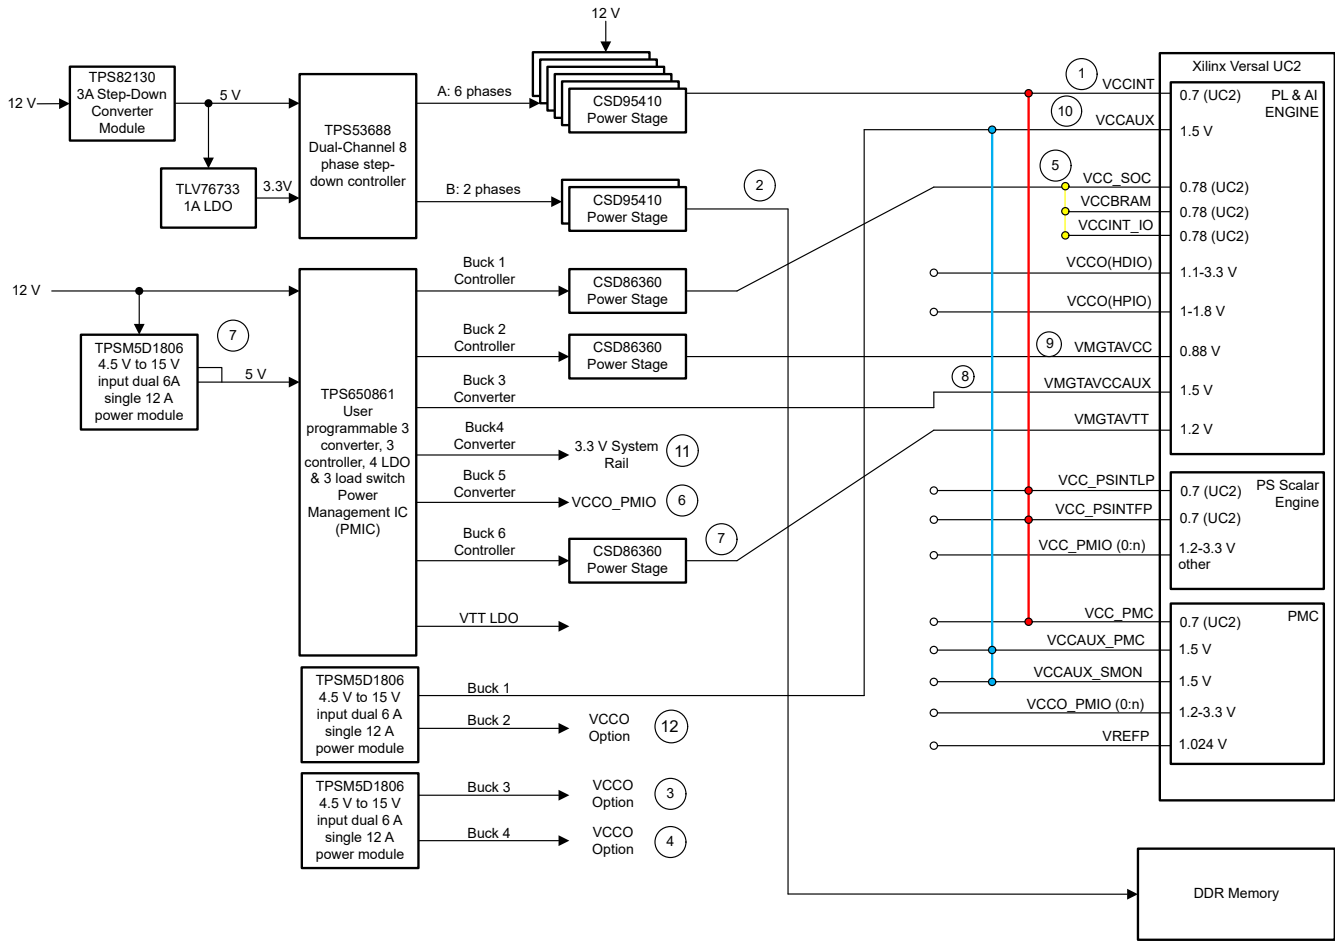 12 V
TPS82130
3A Step-Down
Converter
Module
12 V
5 V
TLV76733
1A LDO
3.3V
TPS53688
Dual-Channel 8
phase step-
down controller
A: 6 phases
CSD95410
Power Stage
B: 2 phases
CSD95410
Power Stage
2
12 V
TPSM5D1806
4.5 V to 15 V
input dual 6A
single 12 A
power module
7
5 V
TPS650861
User
programmable 3
converter, 3
controller, 4 LDO
& 3 load switch
Power
Management IC
(PMIC)
Buck 1
Controller
CSD86360
Power Stage
Buck 2
Controller
CSD86360
Power Stage
Buck 3
Converter
Buck4
Converter
3.3 V System
Rail
11
Buck 5
Converter
VCCO_PMIO
6
Buck 6
Controller
CSD86360
Power Stage
7
VTT LDO
TPSM5D1806
4.5 V to 15 V
input dual 6 A
single 12 A
power module
Buck 1
Buck 2
VCCO
Option
12
TPSM5D1806
4.5 V to 15 V
input dual 6 A
single 12 A
power module
Buck 3
VCCO
Option
3
Buck 4
VCCO
Option
4
Xilinx Versal UC2
PL & AI
ENGINE
1
VCCINT
0.7 (UC2)
10
VCCAUX
1.5 V
5
VCC_SOC
0.78 (UC2)
VCCBRAM
0.78 (UC2)
VCCINT_IO
0.78 (UC2)
VCCO(HDIO)
1.1-3.3 V
VCCO(HPIO)
1-1.8 V
9
VMGTAVCC
0.88 V
8
VMGTAVCCAUX
1.5 V
VMGTAVTT
1.2 V
PS Scalar
Engine
VCC_PSINTLP
0.7 (UC2)
VCC_PSINTFP
0.7 (UC2)
VCC_PMIO (0:n)
1.2-3.3 V
other
PMC
VCC_PMC
0.7 (UC2)
VCCAUX_PMC
1.5 V
VCCAUX_SMON
1.5 V
VCCO_PMIO (0:n)
1.2-3.3 V
VREFP
1.024 V
DDR Memory